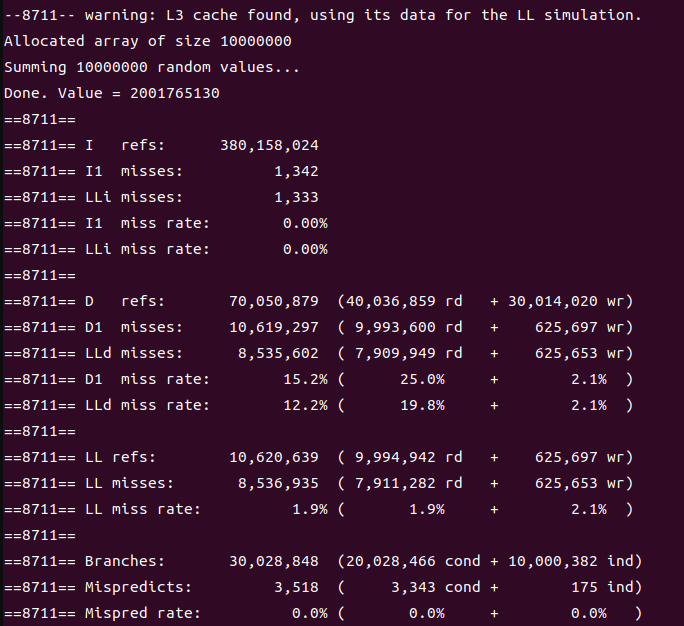 --8711-- warning: L3 cache found, using its data for the LL simulation.
Allocated array of size 10000000
Summing 10000000 random values...
Done. Value = 2001765130
==8711==
==8711== I   refs:      380,158,024
==8711== I1  misses:          1,342
==8711== LLi misses:          1,333
==8711== I1  miss rate:        0.00%
==8711== LLi miss rate:        0.00%
==8711==
==8711== D   refs:       70,050,879  (40,036,859 rd   + 30,014,020 wr)
==8711== D1  misses:     10,619,297  ( 9,993,600 rd   +    625,697 wr)
==8711== LLd misses:      8,535,602  ( 7,909,949 rd   +    625,653 wr)
==8711== D1  miss rate:        15.2% (      25.0%     +        2.1%  )
==8711== LLd miss rate:        12.2% (      19.8%     +        2.1%  )
==8711==
==8711== LL refs:        10,620,639  ( 9,994,942 rd   +    625,697 wr)
==8711== LL misses:       8,536,935  ( 7,911,282 rd   +    625,653 wr)
==8711== LL miss rate:          1.9% (       1.9%     +        2.1%  )
==8711==
==8711== Branches:       30,028,848  (20,028,466 cond + 10,000,382 ind)
==8711== Mispredicts:         3,518  (     3,343 cond +        175 ind)
==8711== Mispred rate:         0.0% (       0.0%     +        0.0%   )